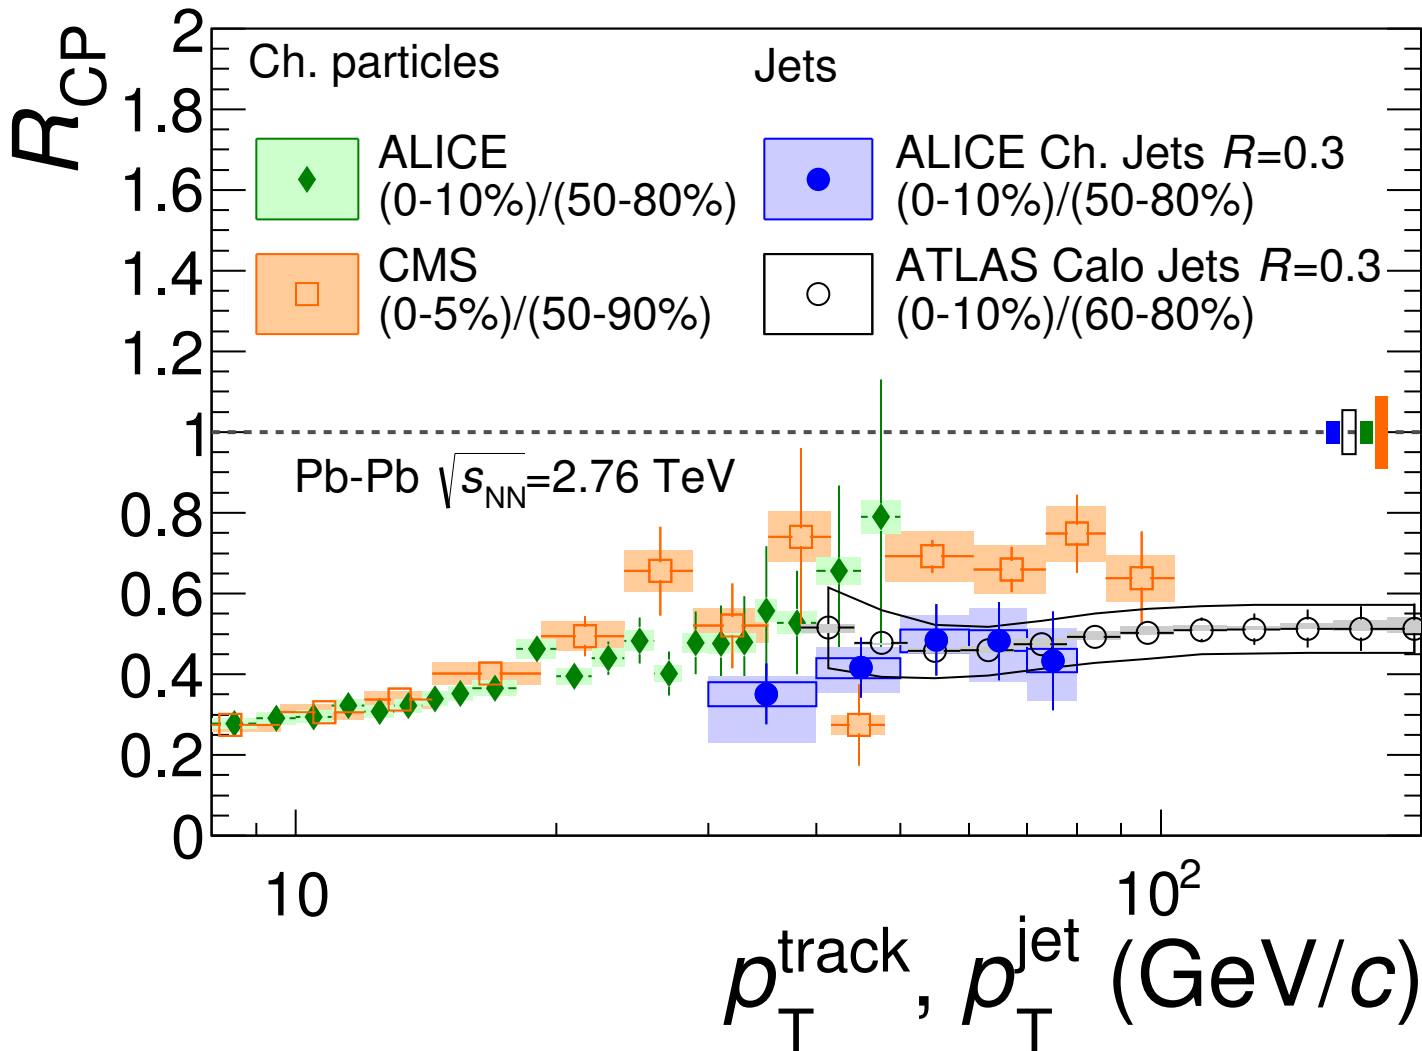 R_CP
2
1.8
1.6
1.4
1.2
1
0.8
0.6
0.4
0.2
0
Ch. particles
ALICE
(0-10%)/(50-80%)
CMS
(0-5%)/(50-90%)
Jets
ALICE Ch. Jets R=0.3
(0-10%)/(50-80%)
ATLAS Calo Jets R=0.3
(0-10%)/(60-80%)
Pb-Pb √s_NN=2.76 TeV
10
10²
p_T^track, p_T^jet (GeV/c)